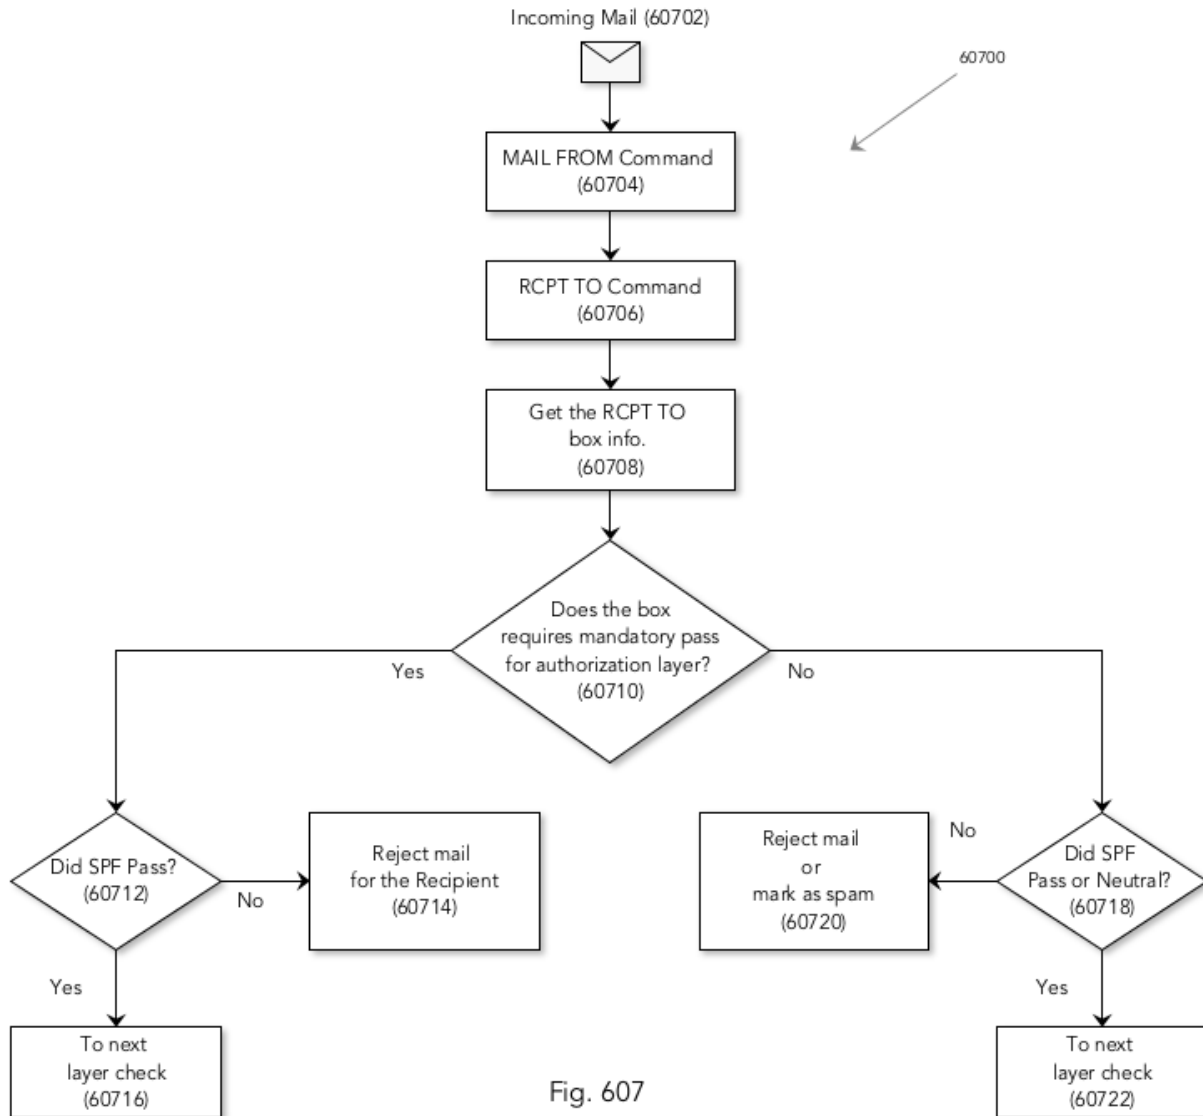 Incoming Mail (60702)
60700
MAIL FROM Command
(60704)
RCPT TO Command
(60706)
Get the RCPT TO
box info.
(60708)
Does the box
requires mandatory pass
for authorization layer?
(60710)
Yes
No
Did SPF Pass?
(60712)
No
Reject mail
for the Recipient
(60714)
Reject mail
or
mark as spam
(60720)
No
Did SPF
Pass or Neutral?
(60718)
Yes
Yes
To next
layer check
(60716)
Fig. 607
To next
layer check
(60722)